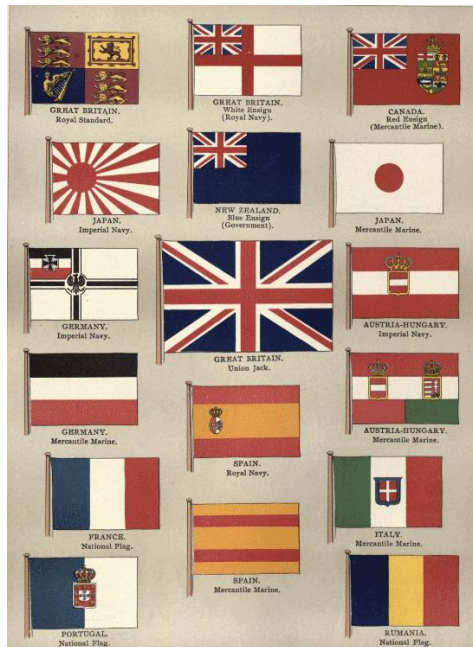 GREAT BRITAIN.
Royal Standard.
GREAT BRITAIN.
White Ensign
(Royal Navy).
CANADA.
Red Ensign
(Mercantile Marine).
JAPAN.
Imperial Navy.
NEW ZEALAND.
Blue Ensign
(Government).
JAPAN.
Mercantile Marine.
GERMANY.
Imperial Navy.
GREAT BRITAIN.
Union Jack.
AUSTRIA-HUNGARY.
Imperial Navy.
GERMANY.
Mercantile Marine.
SPAIN.
Royal Navy.
AUSTRIA-HUNGARY.
Mercantile Marine.
FRANCE.
National Flag.
SPAIN.
Mercantile Marine.
ITALY.
Mercantile Marine.
PORTUGAL.
National Flag.
RUMANIA.
National Flag.